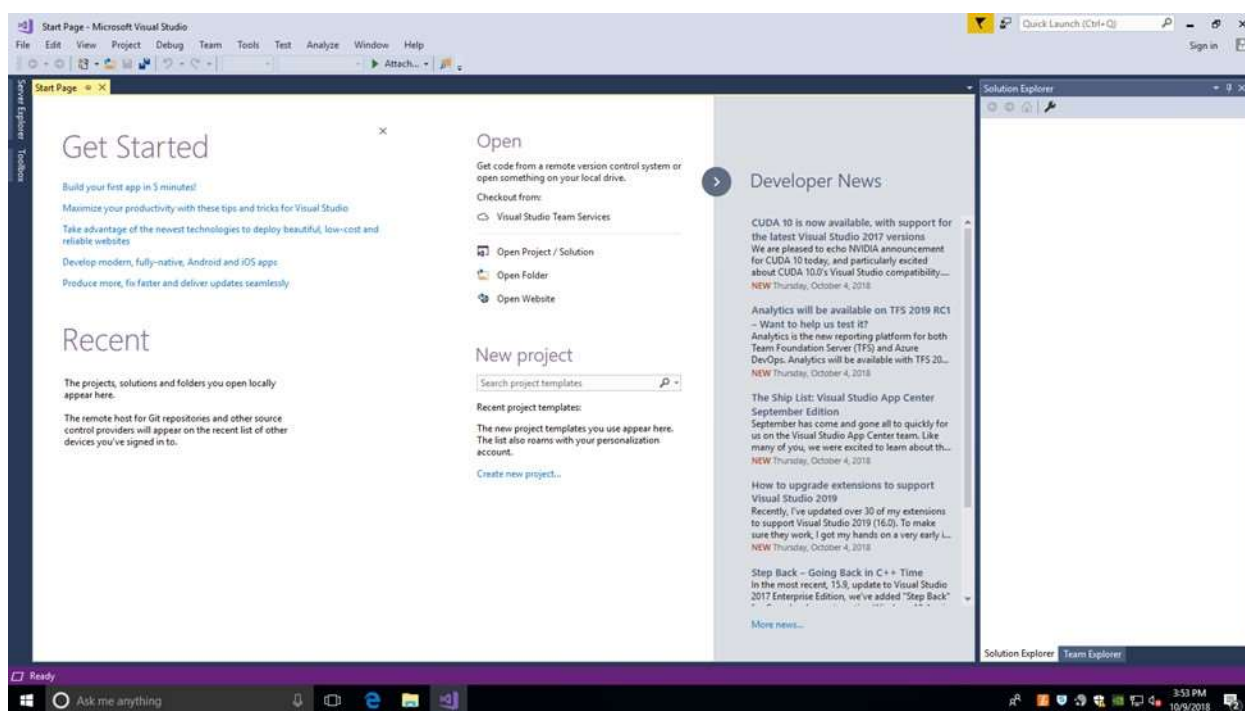 Start Page - Microsoft Visual Studio
Quick Launch (Ctrl+Q)
File Edit View Project Debug Team Tools Test Analyze Window Help
Sign in
Attach...
Server Explorer
Toolbox
Start Page
Get Started
Build your first app in 5 minutes!
Maximize your productivity with these tips and tricks for Visual Studio
Take advantage of the newest technologies to deploy beautiful, low-cost and
reliable websites
Develop modern, fully-native, Android and iOS apps
Produce more, fix faster and deliver updates seamlessly
Recent
The projects, solutions and folders you open locally
appear here.
The remote host for Git repositories and other source
control providers will appear on the recent list of other
devices you've signed in to.
Open
Get code from a remote version control system or
open something on your local drive.
Checkout from:
Visual Studio Team Services
Open Project / Solution
Open Folder
Open Website
New project
Search project templates
Recent project templates:
The new project templates you use appear here.
The list also roams with your personalization
account.
Create new project...
Developer News
CUDA 10 is now available, with support for
the latest Visual Studio 2017 versions
We are pleased to echo NVIDIA announcement
for CUDA 10 today, and particularly excited
about CUDA 10.0's Visual Studio compatibility....
NEW Thursday, October 4, 2018
Analytics will be available on TFS 2019 RC1
– Want to help us test it?
Analytics is the new reporting platform for both
Team Foundation Server (TFS) and Azure
DevOps. Analytics will be available with TFS 20...
NEW Thursday, October 4, 2018
The Ship List: Visual Studio App Center
September Edition
September has come and gone all to quickly for
us on the Visual Studio App Center team. Like
many of you, we were excited to learn about th...
NEW Thursday, October 4, 2018
How to upgrade extensions to support
Visual Studio 2019
Recently, I've updated over 30 of my extensions
to support Visual Studio 2019 (16.0). To make
sure they work, I got my hands on a very early i...
NEW Thursday, October 4, 2018
Step Back – Going Back in C++ Time
In the most recent, 15.9, update to Visual Studio
2017 Enterprise Edition, we've added "Step Back"
More news...
Solution Explorer
Solution Explorer Team Explorer
Ready
Ask me anything
3:53 PM
10/9/2018
2